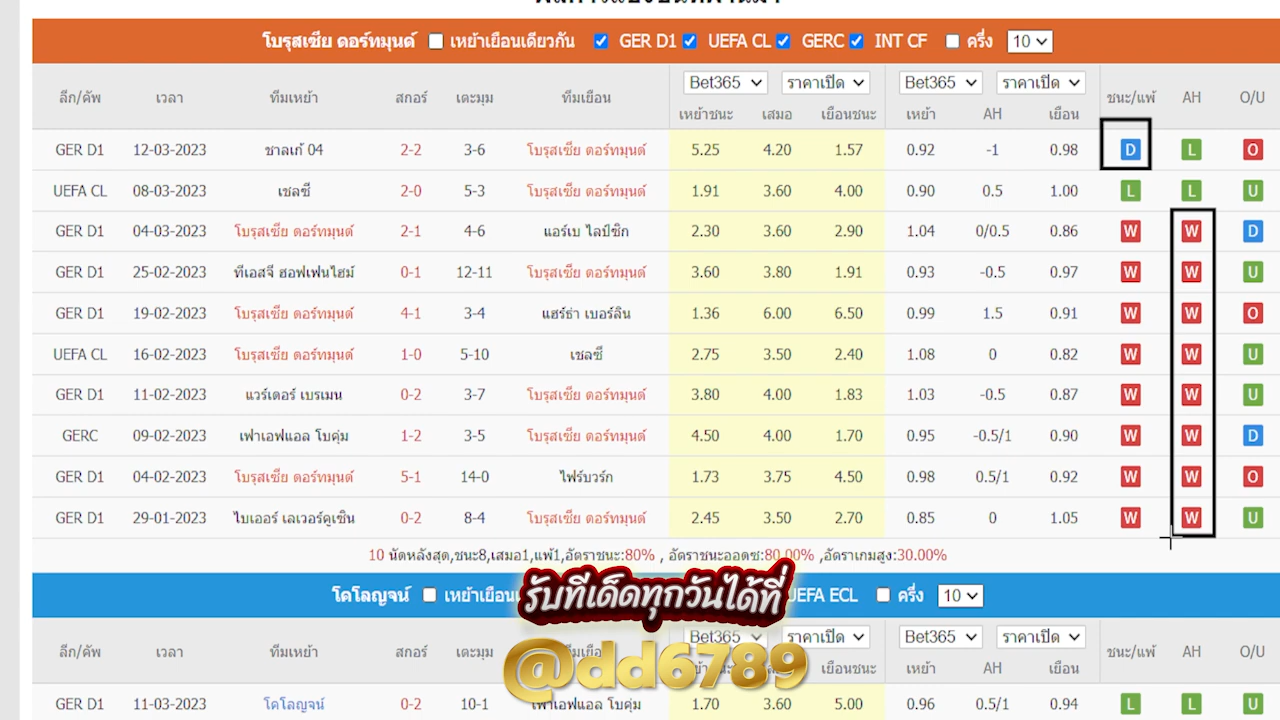 โบรุสเซีย ดอร์ทมุนด์ เหย้าเยือนเดียวกัน GER D1 UEFA CL GERC INT CF ครึ่ง 10
ลีก/คัพ เวลา ทีมเหย้า สกอร์ เตะมุม ทีมเยือน Bet365 ราคาเปิด Bet365 ราคาเปิด ชนะ/แพ้ AH O/U
เหย้าชนะ เสมอ เยือนชนะ เหย้า AH เยือน
GER D1 12-03-2023 ชาลเก้ 04 2-2 3-6 โบรุสเซีย ดอร์ทมุนด์ 5.25 4.20 1.57 0.92 -1 0.98 D L O
UEFA CL 08-03-2023 เชลซี 2-0 5-3 โบรุสเซีย ดอร์ทมุนด์ 1.91 3.60 4.00 0.90 0.5 1.00 L L U
GER D1 04-03-2023 โบรุสเซีย ดอร์ทมุนด์ 2-1 4-6 แอร์เบ ไลป์ซิก 2.30 3.60 2.90 1.04 0/0.5 0.86 W W D
GER D1 25-02-2023 ทีเอสจี ฮอฟเฟนไฮม์ 0-1 12-11 โบรุสเซีย ดอร์ทมุนด์ 3.60 3.80 1.91 0.93 -0.5 0.97 W W U
GER D1 19-02-2023 โบรุสเซีย ดอร์ทมุนด์ 4-1 3-4 แฮร์ธ่า เบอร์ลิน 1.36 6.00 6.50 0.99 1.5 0.91 W W O
UEFA CL 16-02-2023 โบรุสเซีย ดอร์ทมุนด์ 1-0 5-10 เชลซี 2.75 3.50 2.40 1.08 0 0.82 W W U
GER D1 11-02-2023 แวร์เดอร์ เบรเมน 0-2 3-7 โบรุสเซีย ดอร์ทมุนด์ 3.80 4.00 1.83 1.03 -0.5 0.87 W W U
GERC 09-02-2023 เฟาเอฟแอล โบคุ่ม 1-2 3-5 โบรุสเซีย ดอร์ทมุนด์ 4.50 4.00 1.70 0.95 -0.5/1 0.90 W W D
GER D1 04-02-2023 โบรุสเซีย ดอร์ทมุนด์ 5-1 14-0 ไฟร์บวร์ก 1.73 3.75 4.50 0.98 0.5/1 0.92 W W O
GER D1 29-01-2023 ไบเออร์ เลเวอร์คูเซ่น 0-2 8-4 โบรุสเซีย ดอร์ทมุนด์ 2.45 3.50 2.70 0.85 0 1.05 W W U
10 นัดหลังสุด,ชนะ8,เสมอ1,แพ้1,อัตราชนะ:80% , อัตราชนะออดซ:80.00% ,อัตราเกมสูง:30.00%
โคโลญจน์ เหย้าเยือน UEFA ECL ครึ่ง 10
รับทีเด็ดทุกวันได้ที่
@dd6789
ลีก/คัพ เวลา ทีมเหย้า สกอร์ เตะมุม Bet365 ราคาเปิด Bet365 ราคาเปิด ชนะ/แพ้ AH O/U
เยือนชนะ เหย้า AH เยือน
GER D1 11-03-2023 โคโลญจน์ 0-2 10-1 เฟาเอฟแอล โบคุ่ม 1.70 3.60 5.00 0.96 0.5/1 0.94 L L U